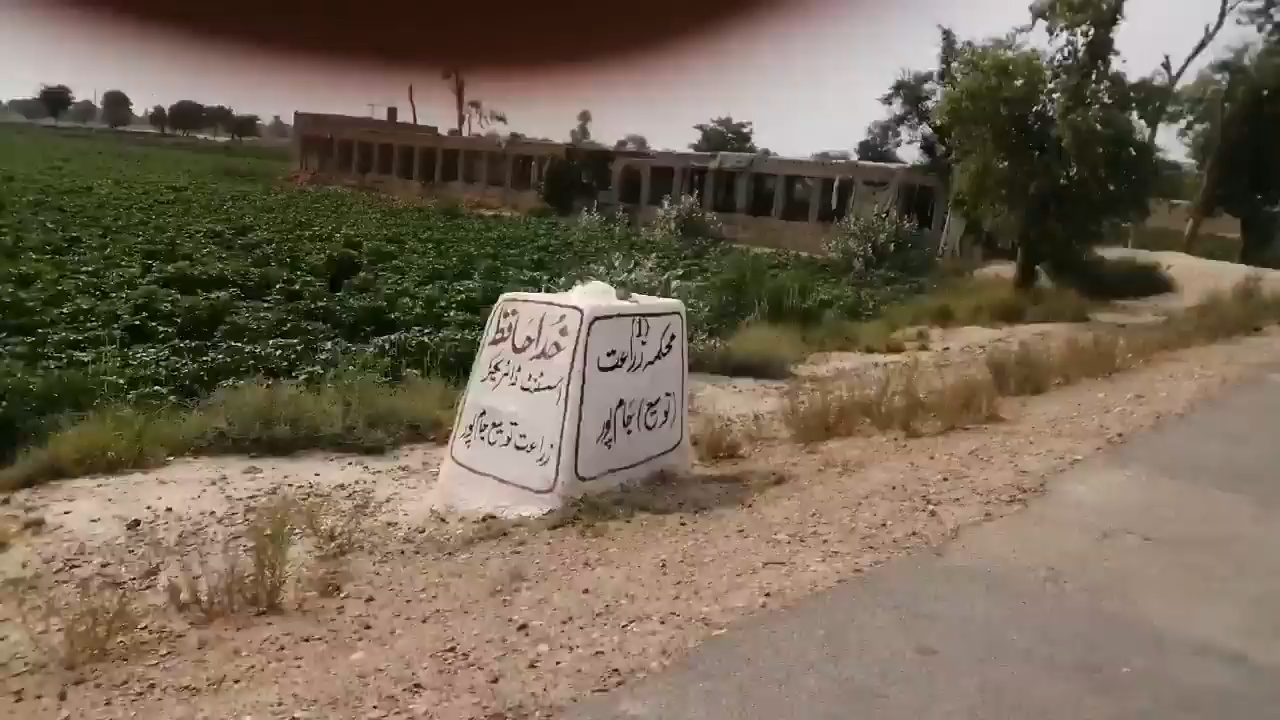 خدا حافظ
اسسٹنٹ ڈائریکٹر
زراعت توسیع جام پور
(1)
محکمہ زراعت
(توسیع) جام پور